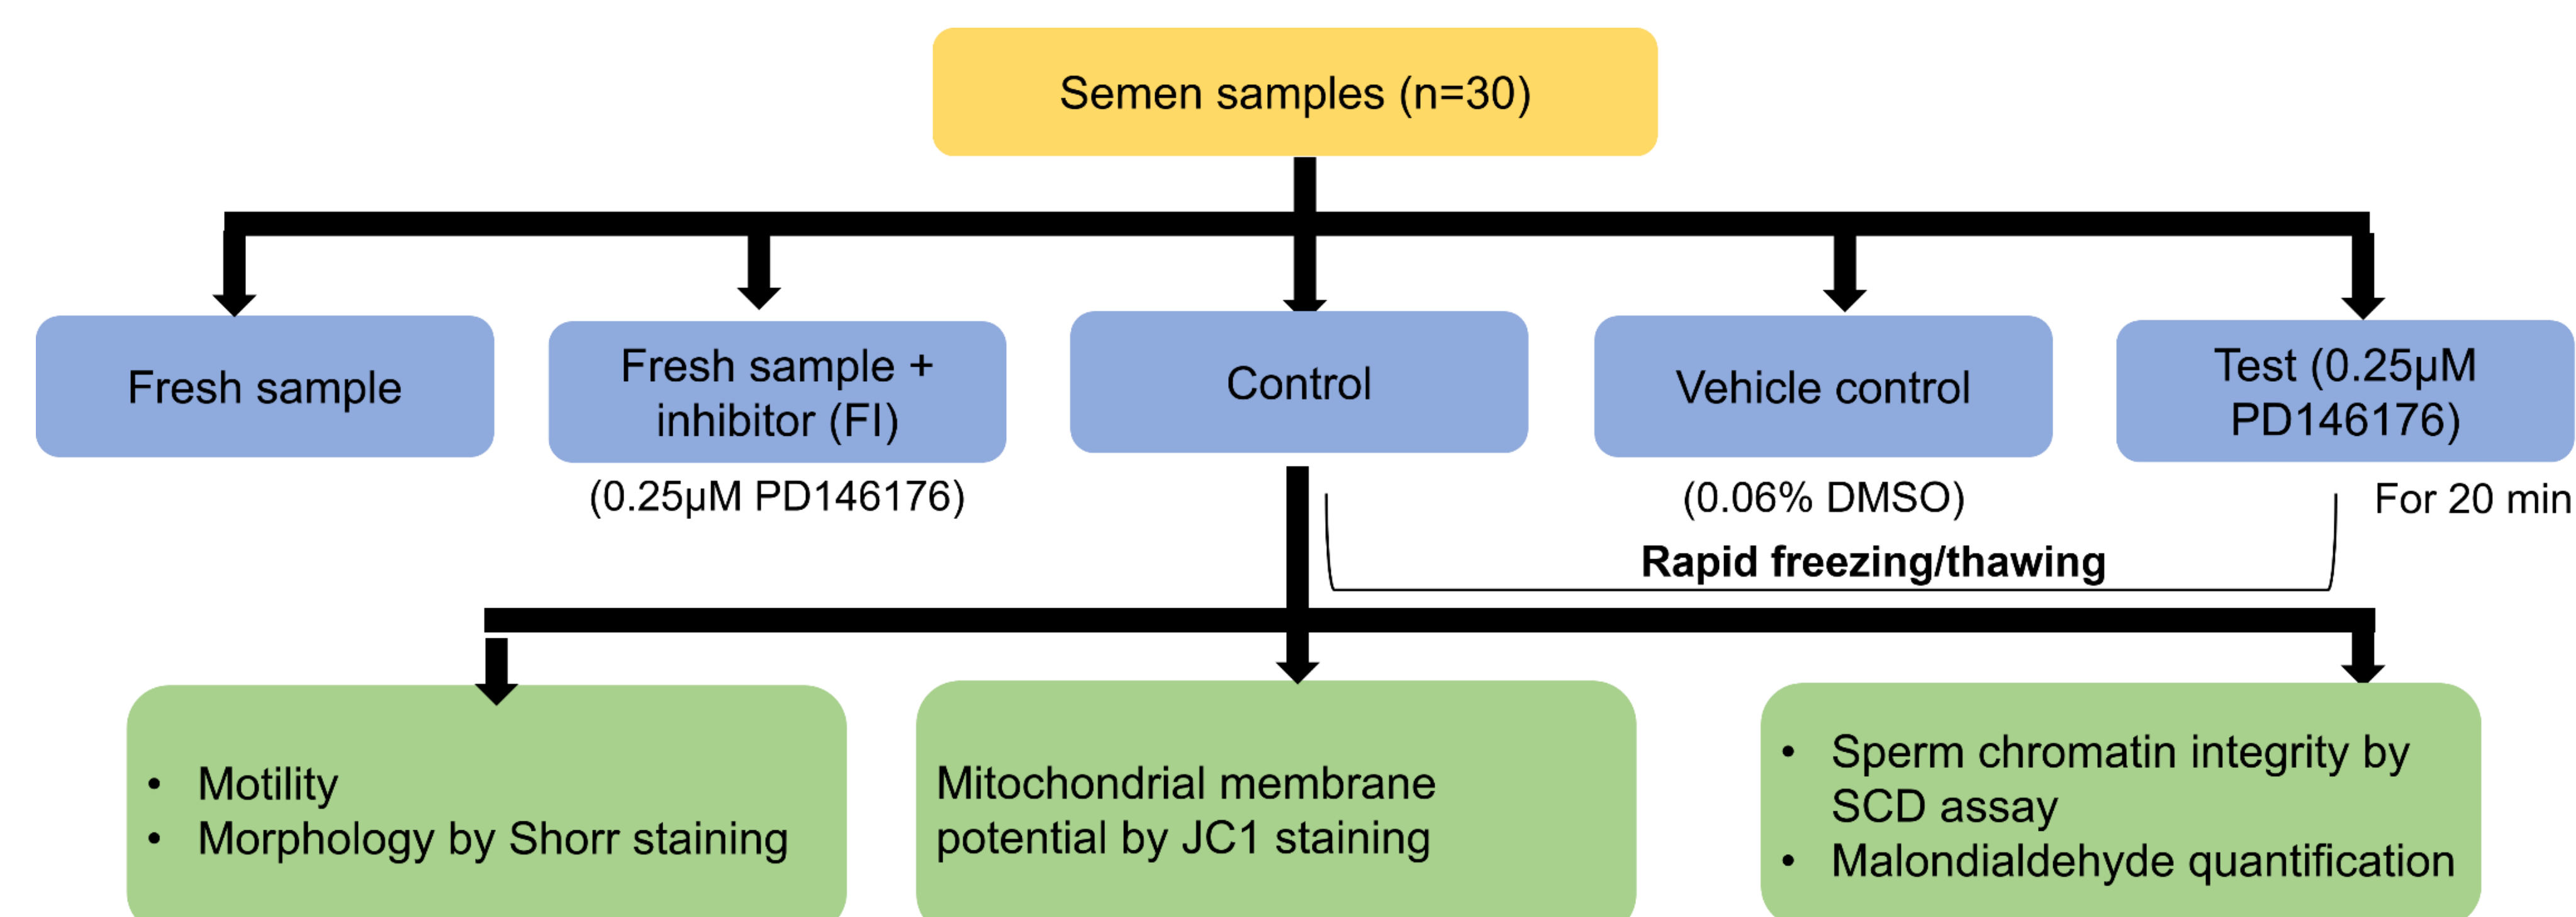 Semen samples (n=30)
Fresh sample
Fresh sample +
inhibitor (FI)
(0.25µM PD146176)
Control
Vehicle control
(0.06% DMSO)
Test (0.25µM
PD146176)
For 20 min
Rapid freezing/thawing
• Motility
• Morphology by Shorr staining
Mitochondrial membrane
potential by JC1 staining
• Sperm chromatin integrity by
SCD assay
• Malondialdehyde quantification